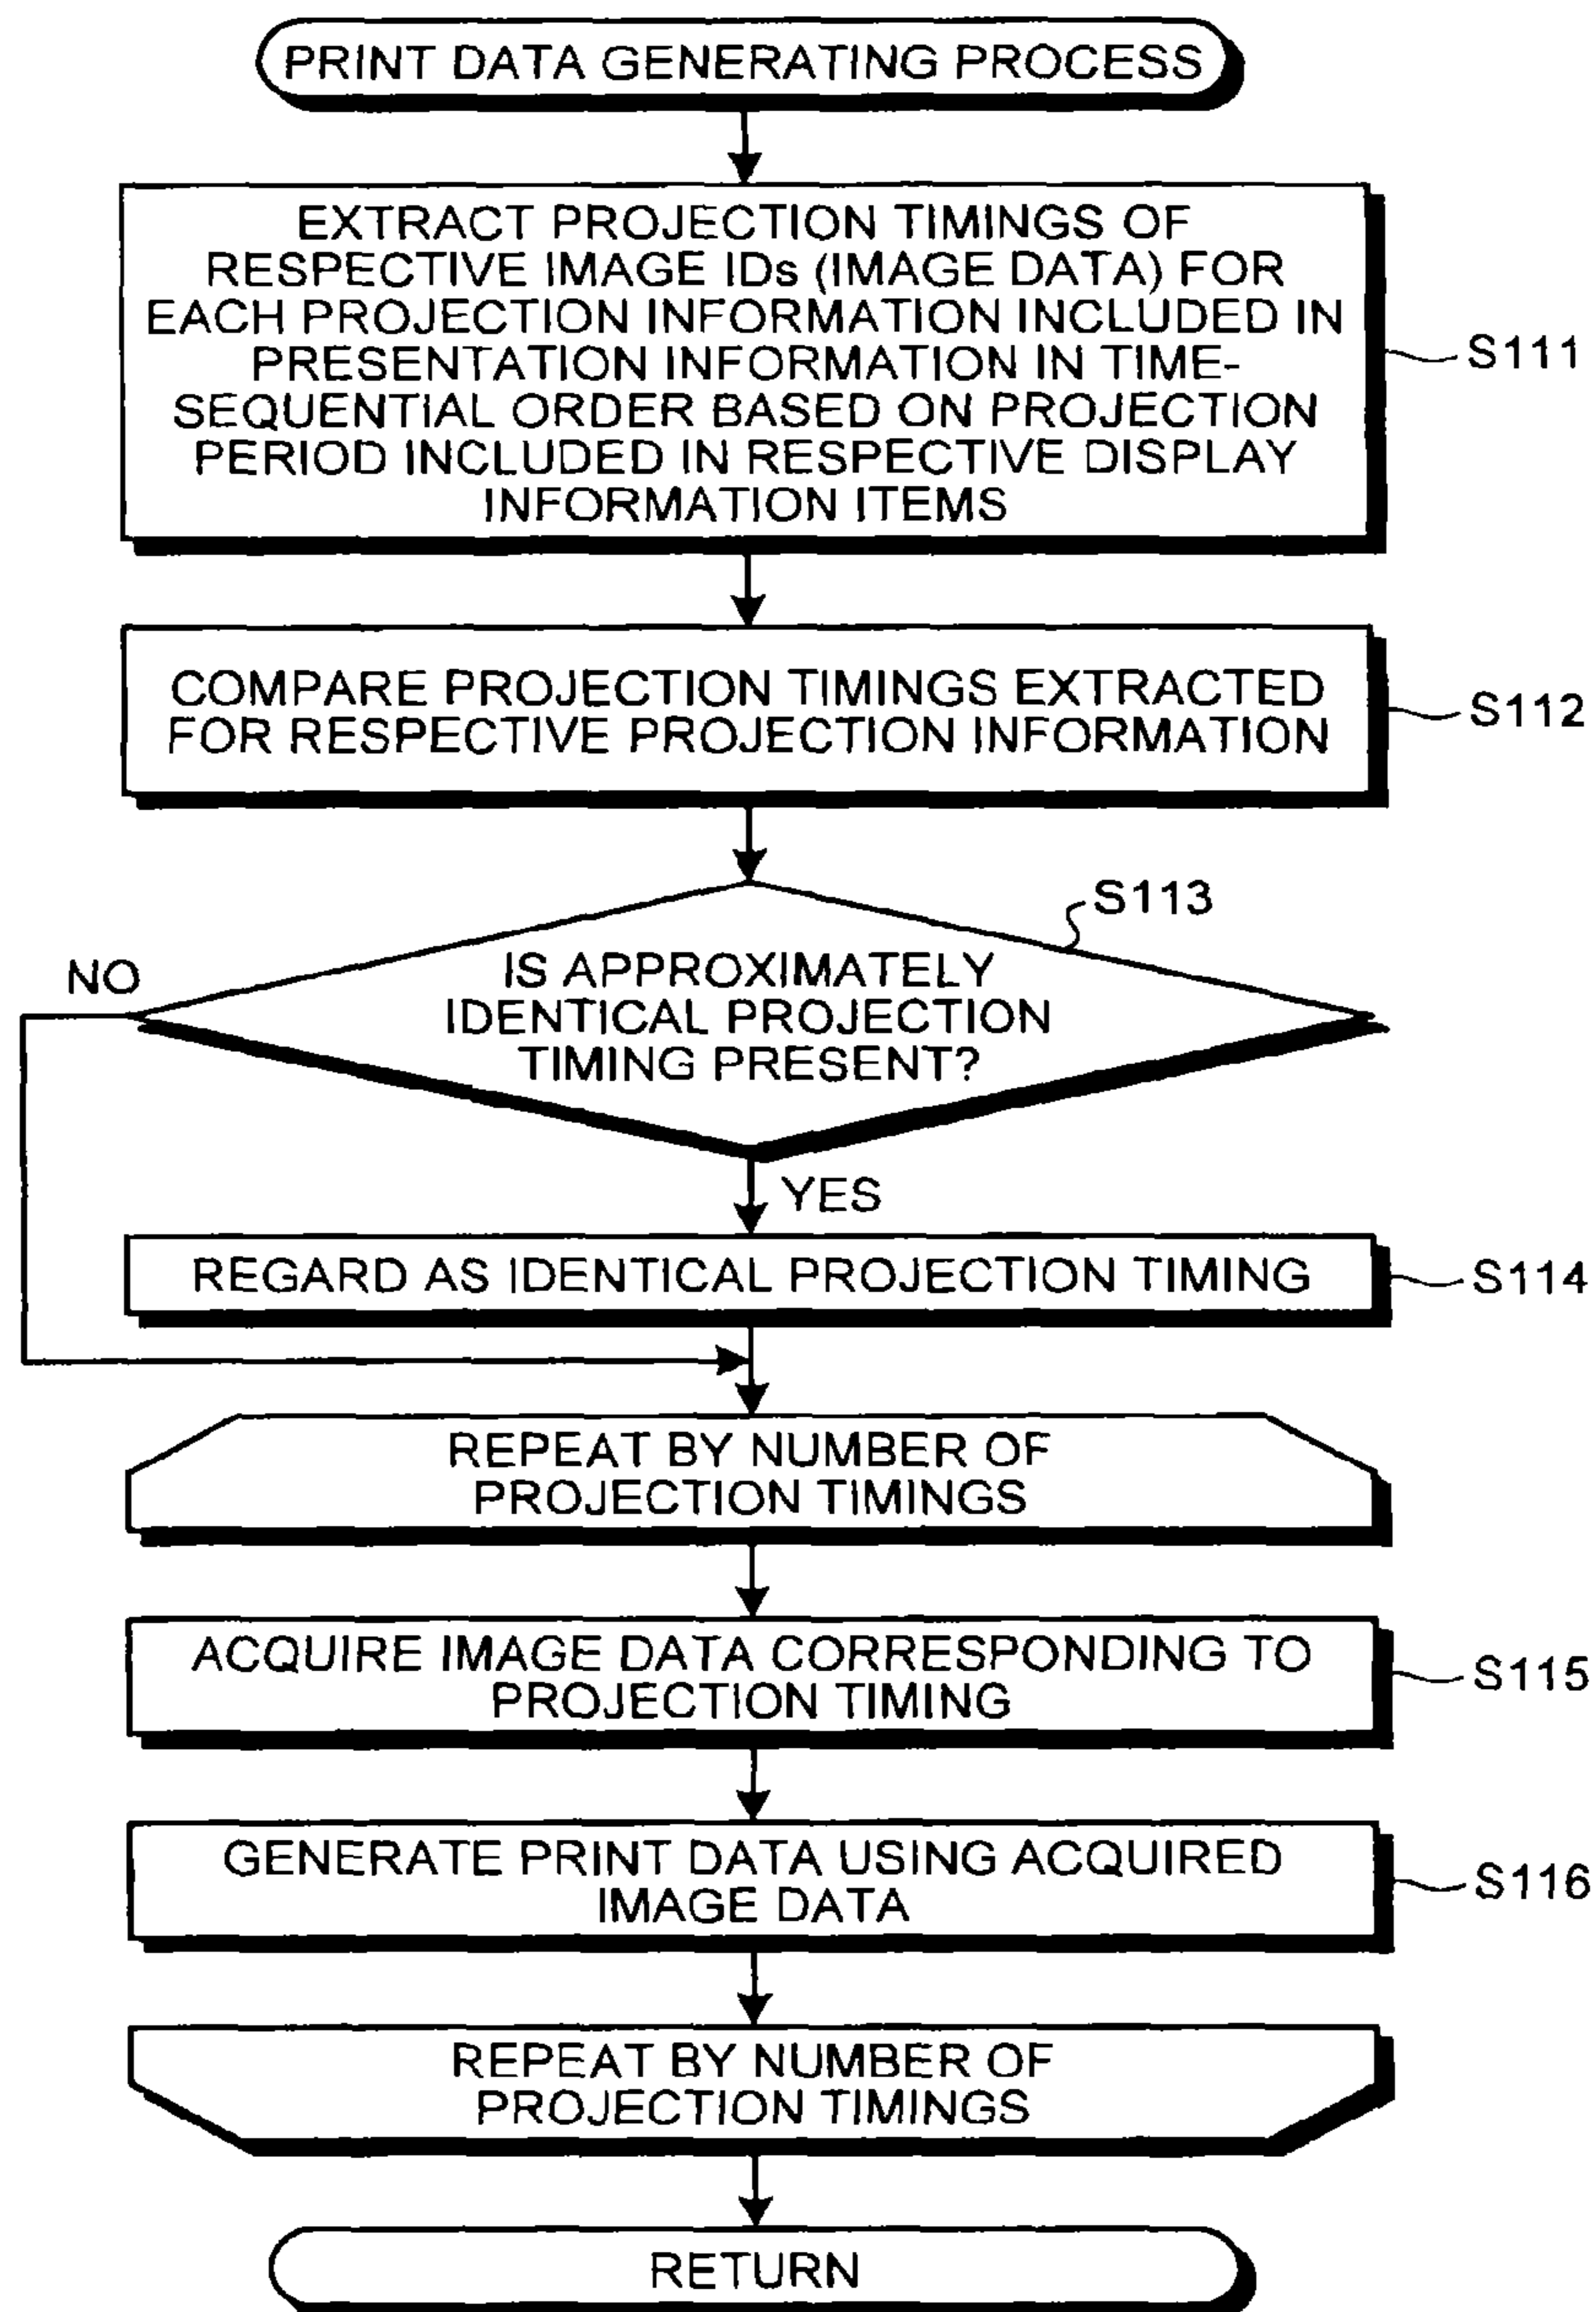 PRINT DATA GENERATING PROCESS
EXTRACT PROJECTION TIMINGS OF
RESPECTIVE IMAGE IDs (IMAGE DATA) FOR
EACH PROJECTION INFORMATION INCLUDED IN
PRESENTATION INFORMATION IN TIME-
SEQUENTIAL ORDER BASED ON PROJECTION
PERIOD INCLUDED IN RESPECTIVE DISPLAY
INFORMATION ITEMS
S111
COMPARE PROJECTION TIMINGS EXTRACTED
FOR RESPECTIVE PROJECTION INFORMATION
S112
S113
NO
IS APPROXIMATELY
IDENTICAL PROJECTION
TIMING PRESENT?
YES
REGARD AS IDENTICAL PROJECTION TIMING
S114
REPEAT BY NUMBER OF
PROJECTION TIMINGS
ACQUIRE IMAGE DATA CORRESPONDING TO
PROJECTION TIMING
S115
GENERATE PRINT DATA USING ACQUIRED
IMAGE DATA
S116
REPEAT BY NUMBER OF
PROJECTION TIMINGS
RETURN